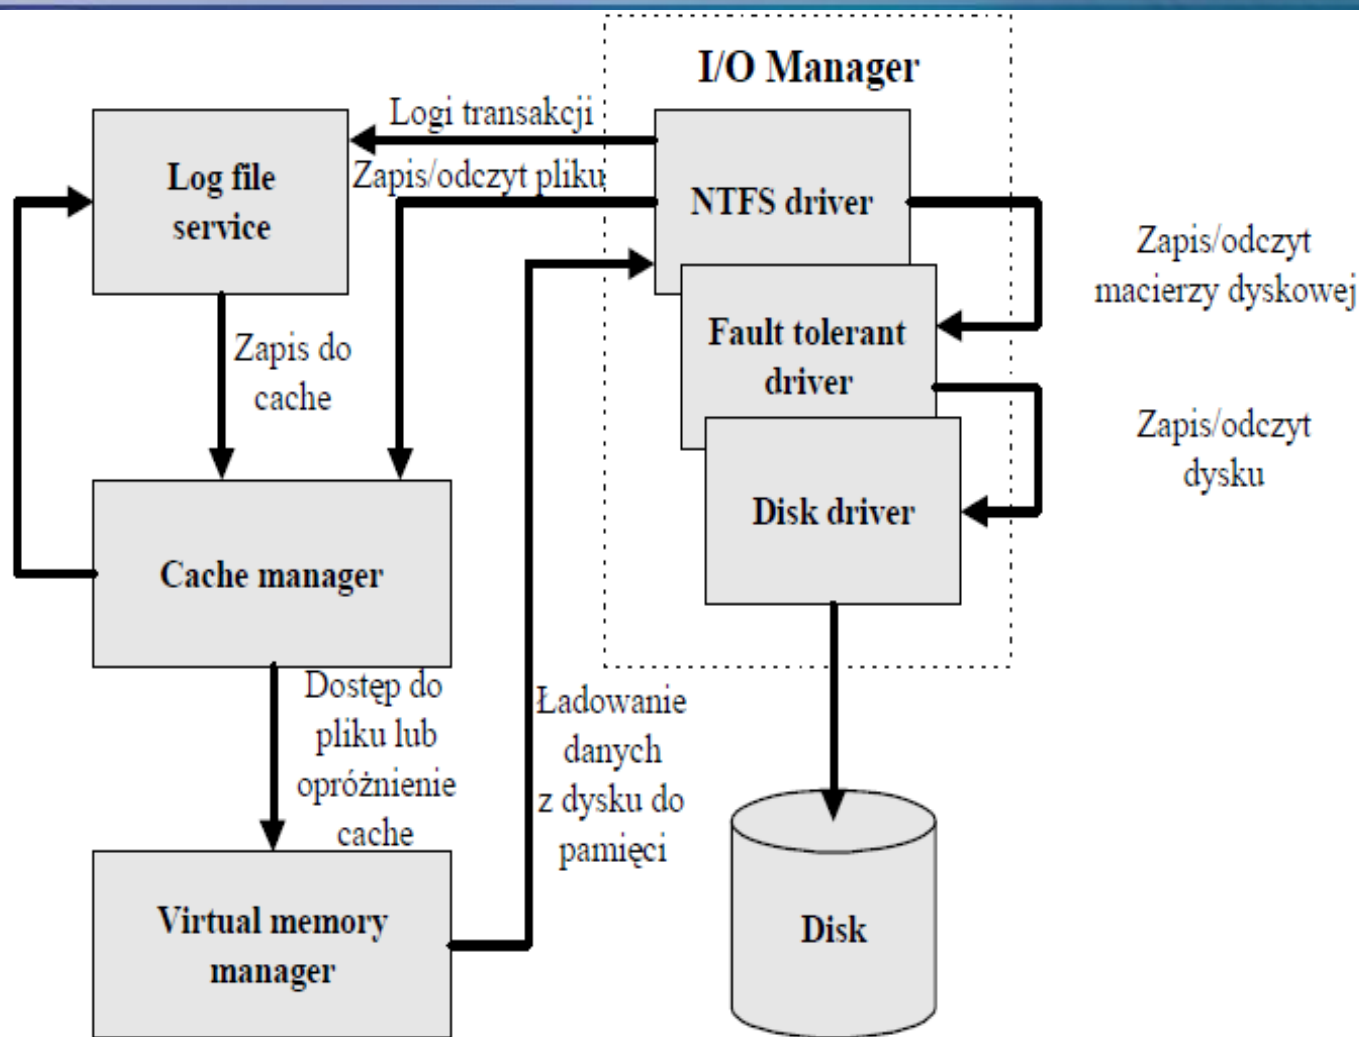 I/O Manager
Logi transakcji
Log file
service
Zapis/odczyt pliku
NTFS driver
Zapis/odczyt
macierzy dyskowej
Fault tolerant
driver
Zapis do
cache
Zapis/odczyt
dysku
Disk driver
Cache manager
Dostęp do
pliku lub
opróżnienie
cache
Ładowanie
danych
z dysku do
pamięci
Virtual memory
manager
Disk